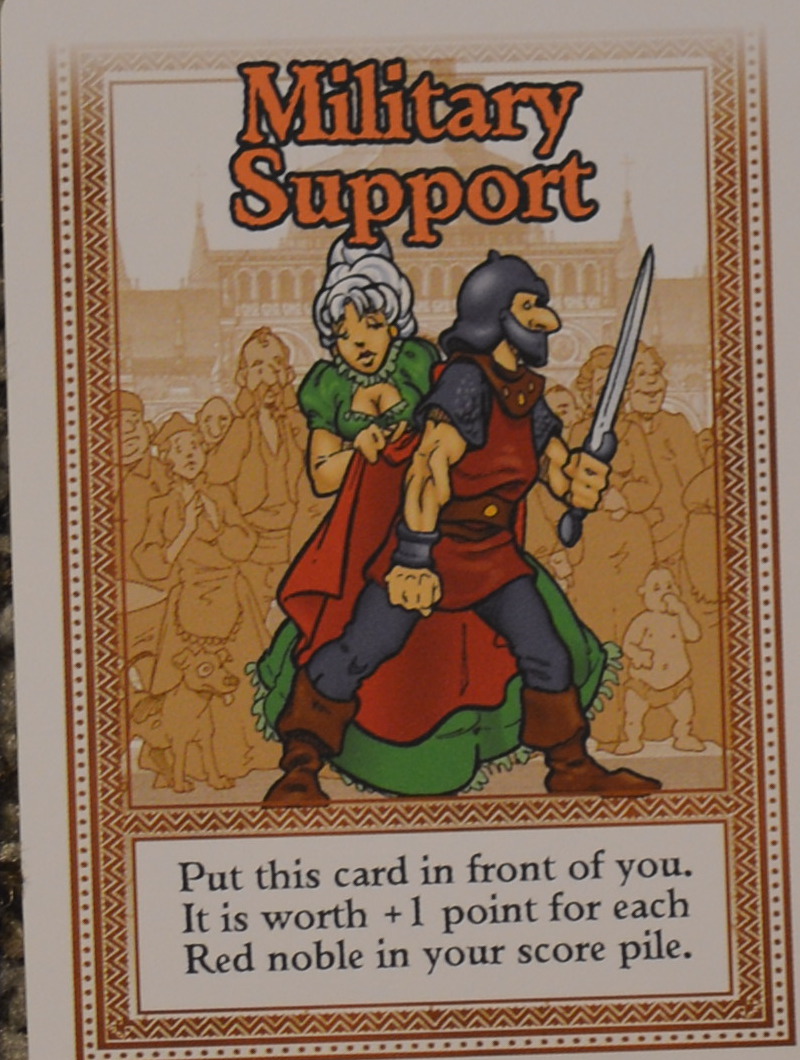 Military
Support
Put this card in front of you.
It is worth +1 point for each
Red noble in your score pile.